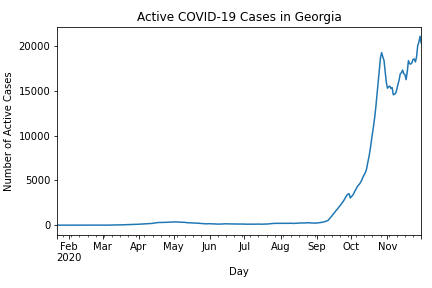 Active COVID-19 Cases in Georgia
Number of Active Cases
20000
15000
10000
5000
0
Feb Mar Apr May Jun Jul Aug Sep Oct Nov
2020
Day